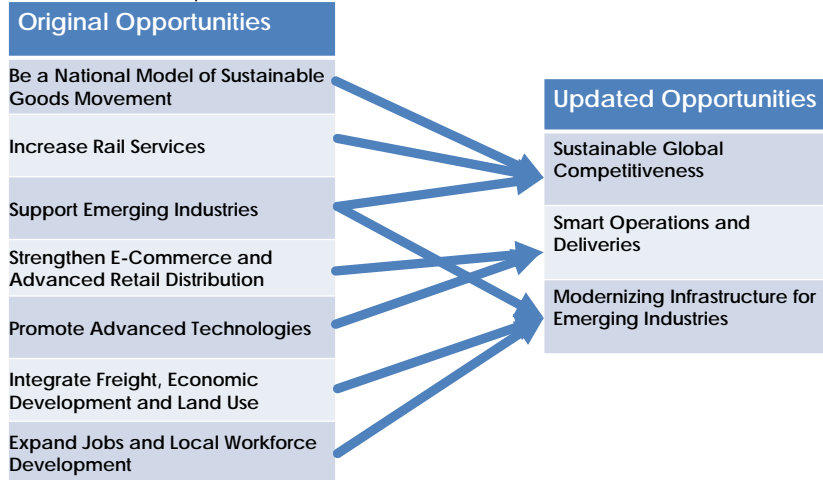 Original Opportunities
Be a National Model of Sustainable
Goods Movement
Increase Rail Services
Support Emerging Industries
Strengthen E-Commerce and
Advanced Retail Distribution
Promote Advanced Technologies
Integrate Freight, Economic
Development and Land Use
Expand Jobs and Local Workforce
Development
Updated Opportunities
Sustainable Global
Competitiveness
Smart Operations and
Deliveries
Modernizing Infrastructure for
Emerging Industries